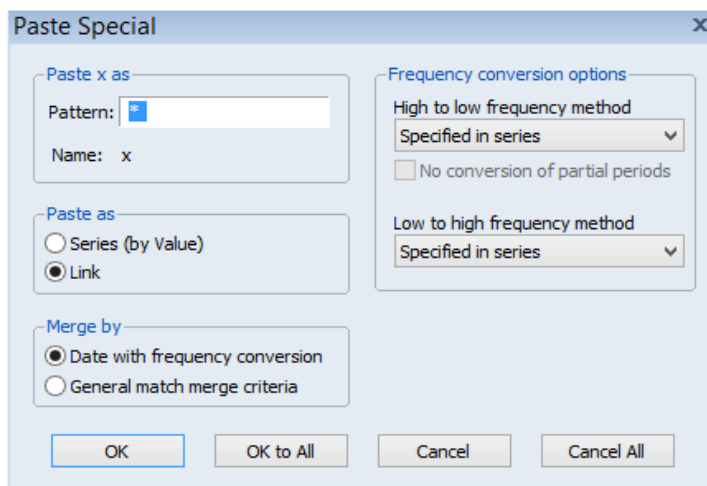 Paste Special
x
Paste x as
Pattern: *
Name: x
Paste as
Series (by Value)
Link
Merge by
Date with frequency conversion
General match merge criteria
Frequency conversion options
High to low frequency method
Specified in series
No conversion of partial periods
Low to high frequency method
Specified in series
OK
OK to All
Cancel
Cancel All